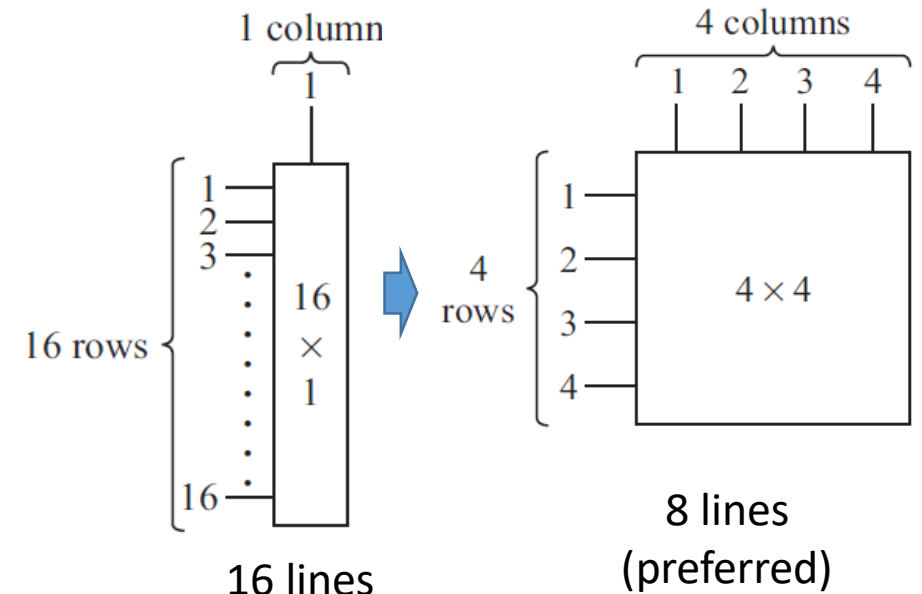 1 column
1
16 rows
1
2
3
16
16
×
1
16 lines
4 columns
1 2 3 4
4
rows
1
2
3
4
4 × 4
8 lines
(preferred)